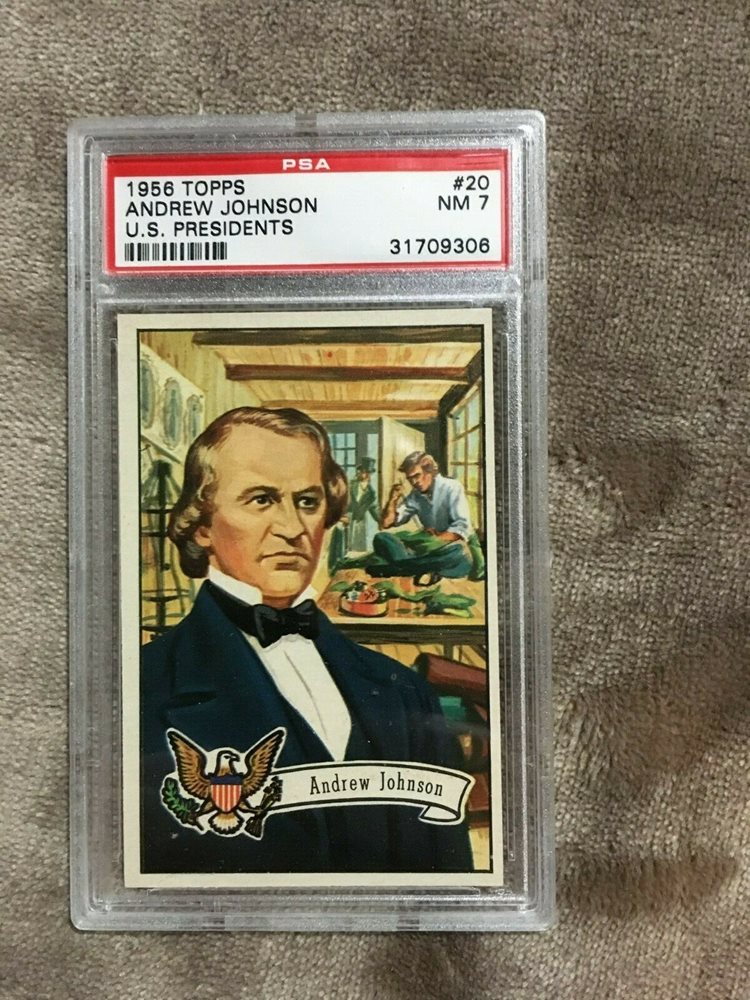 PSA
1956 TOPPS #20
ANDREW JOHNSON NM 7
U.S. PRESIDENTS
31709306
Andrew Johnson